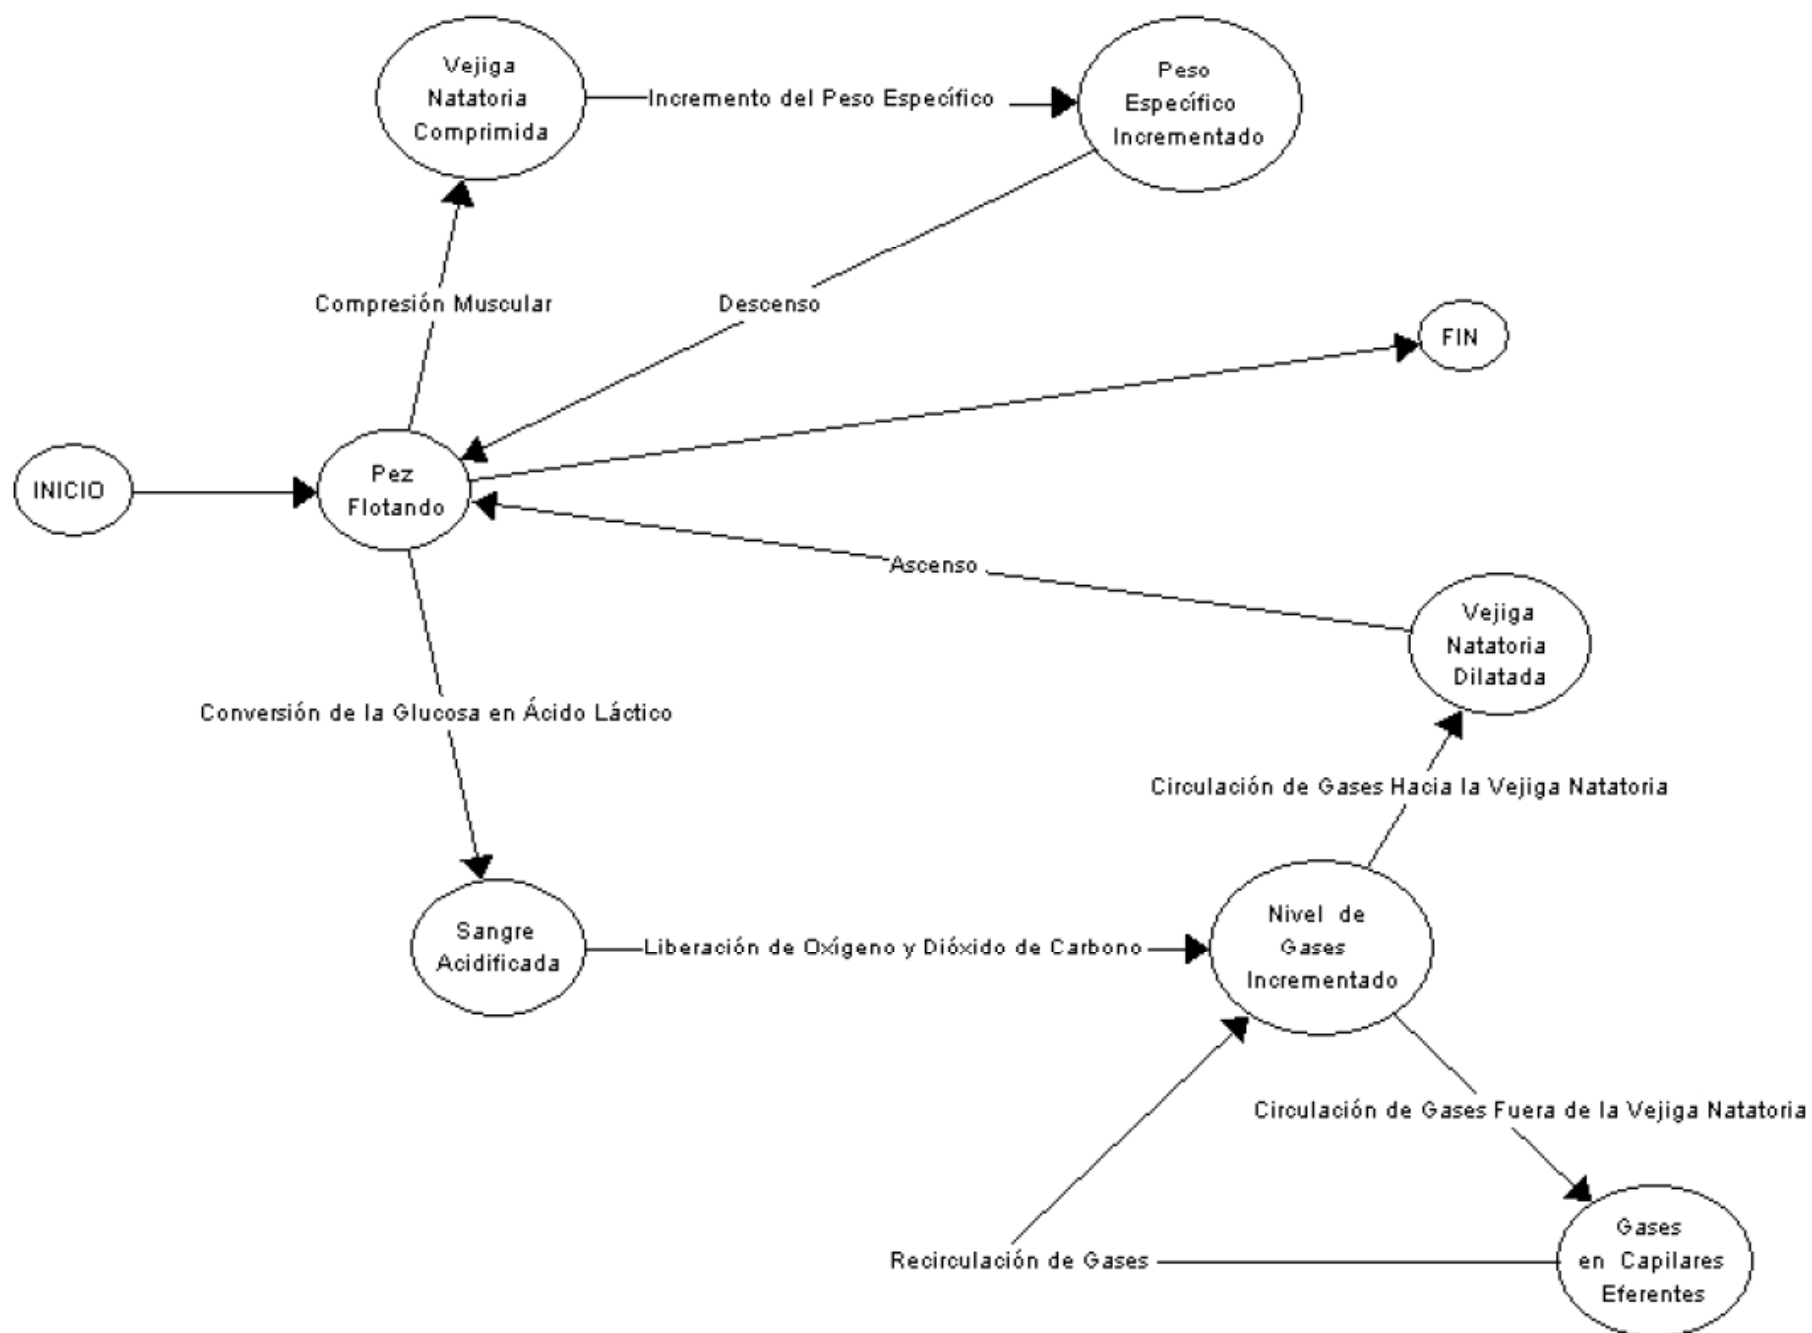 Vejiga
Natatoria
Comprimida
Incremento del Peso Específico
Peso
Específico
Incrementado
Compresión Muscular
Descenso
FIN
INICIO
Pez
Flotando
Ascenso
Vejiga
Natatoria
Dilatada
Conversión de la Glucosa en Ácido Láctico
Circulación de Gases Hacia la Vejiga Natatoria
Sangre
Acidificada
Liberación de Oxígeno y Dióxido de Carbono
Nivel de
Gases
Incrementado
Circulación de Gases Fuera de la Vejiga Natatoria
Recirculación de Gases
Gases
en Capilares
Eferentes